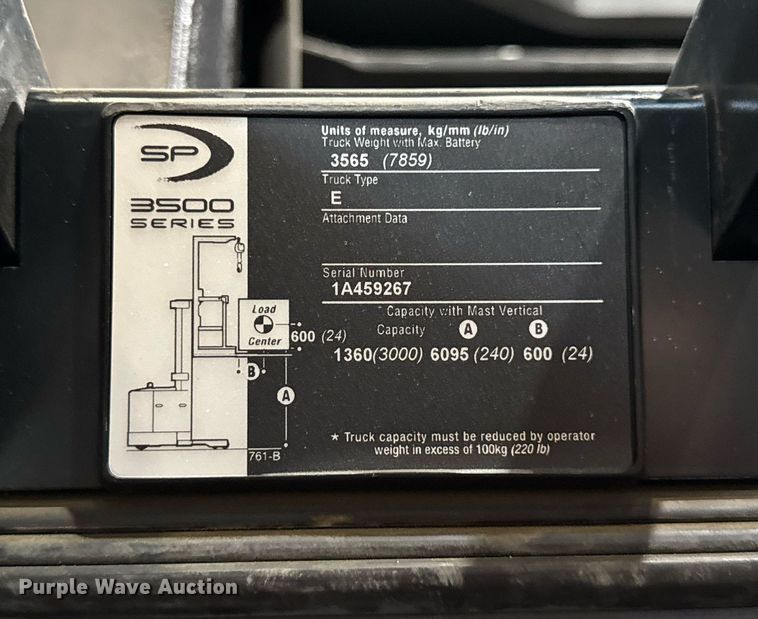 SP
3500
SERIES
Load
Center
600 (24)
B
A
761-B
Units of measure, kg/mm (lb/in)
Truck Weight with Max. Battery
3565 (7859)
Truck Type
E
Attachment Data
Serial Number
1A459267
Capacity with Mast Vertical
Capacity A B
1360(3000) 6095 (240) 600 (24)
* Truck capacity must be reduced by operator
weight in excess of 100kg (220 lb)
Purple Wave Auction